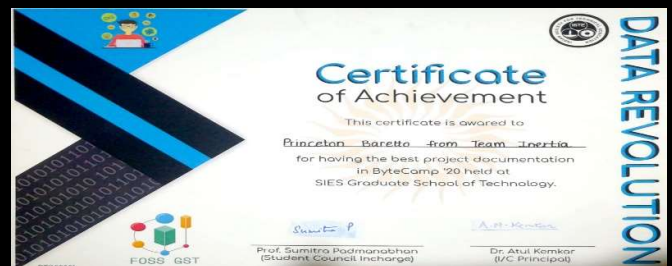 Certificate
of Achievement
This certificate is awared to
Princeton Baretto from Team Inertia
for having the best project documentation
in ByteCamp '20 held at
SIES Graduate School of Technology.
DATA REVOLUTION
FOSS GST
Sumitra P
Prof. Sumitra Padmanabhan
(Student Council Incharge)
A.M. Kemkar
Dr. Atul Kemkar
(I/C Principal)